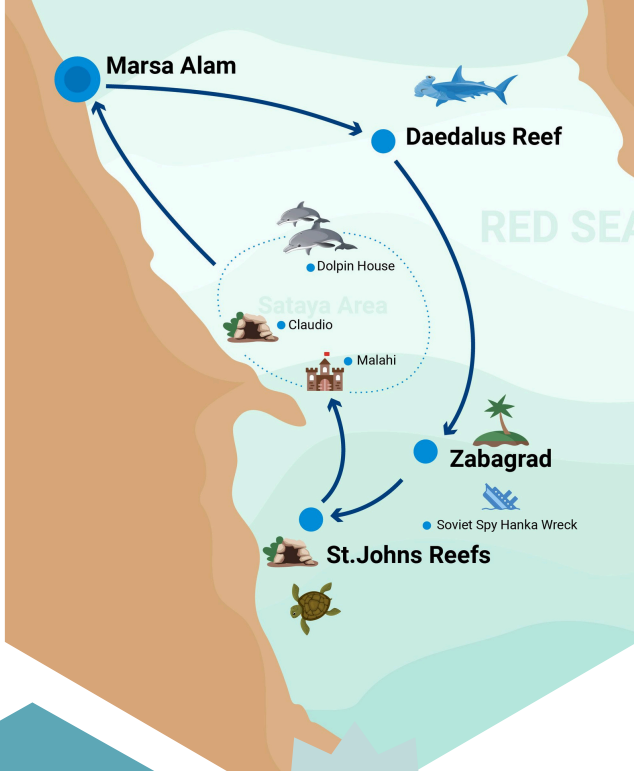 Marsa Alam
Daedalus Reef
RED SEA
Dolpin House
Sataya Area
Claudio
Malahi
Zabagrad
Soviet Spy Hanka Wreck
St.Johns Reefs